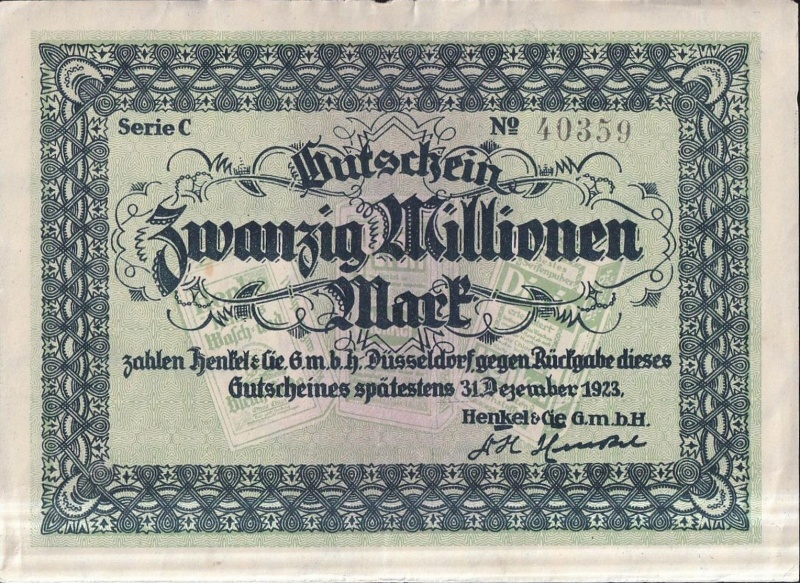 Serie C
Nº 40359
Gutschein
Zwanzig Millionen
Mark
zahlen Henkel & Cie. G.m.b.H. Düsseldorf gegen Rückgabe dieses
Gutscheines spätestens 31. Dezember 1923.
Henkel & Cie G.m.b.H.
Henkel